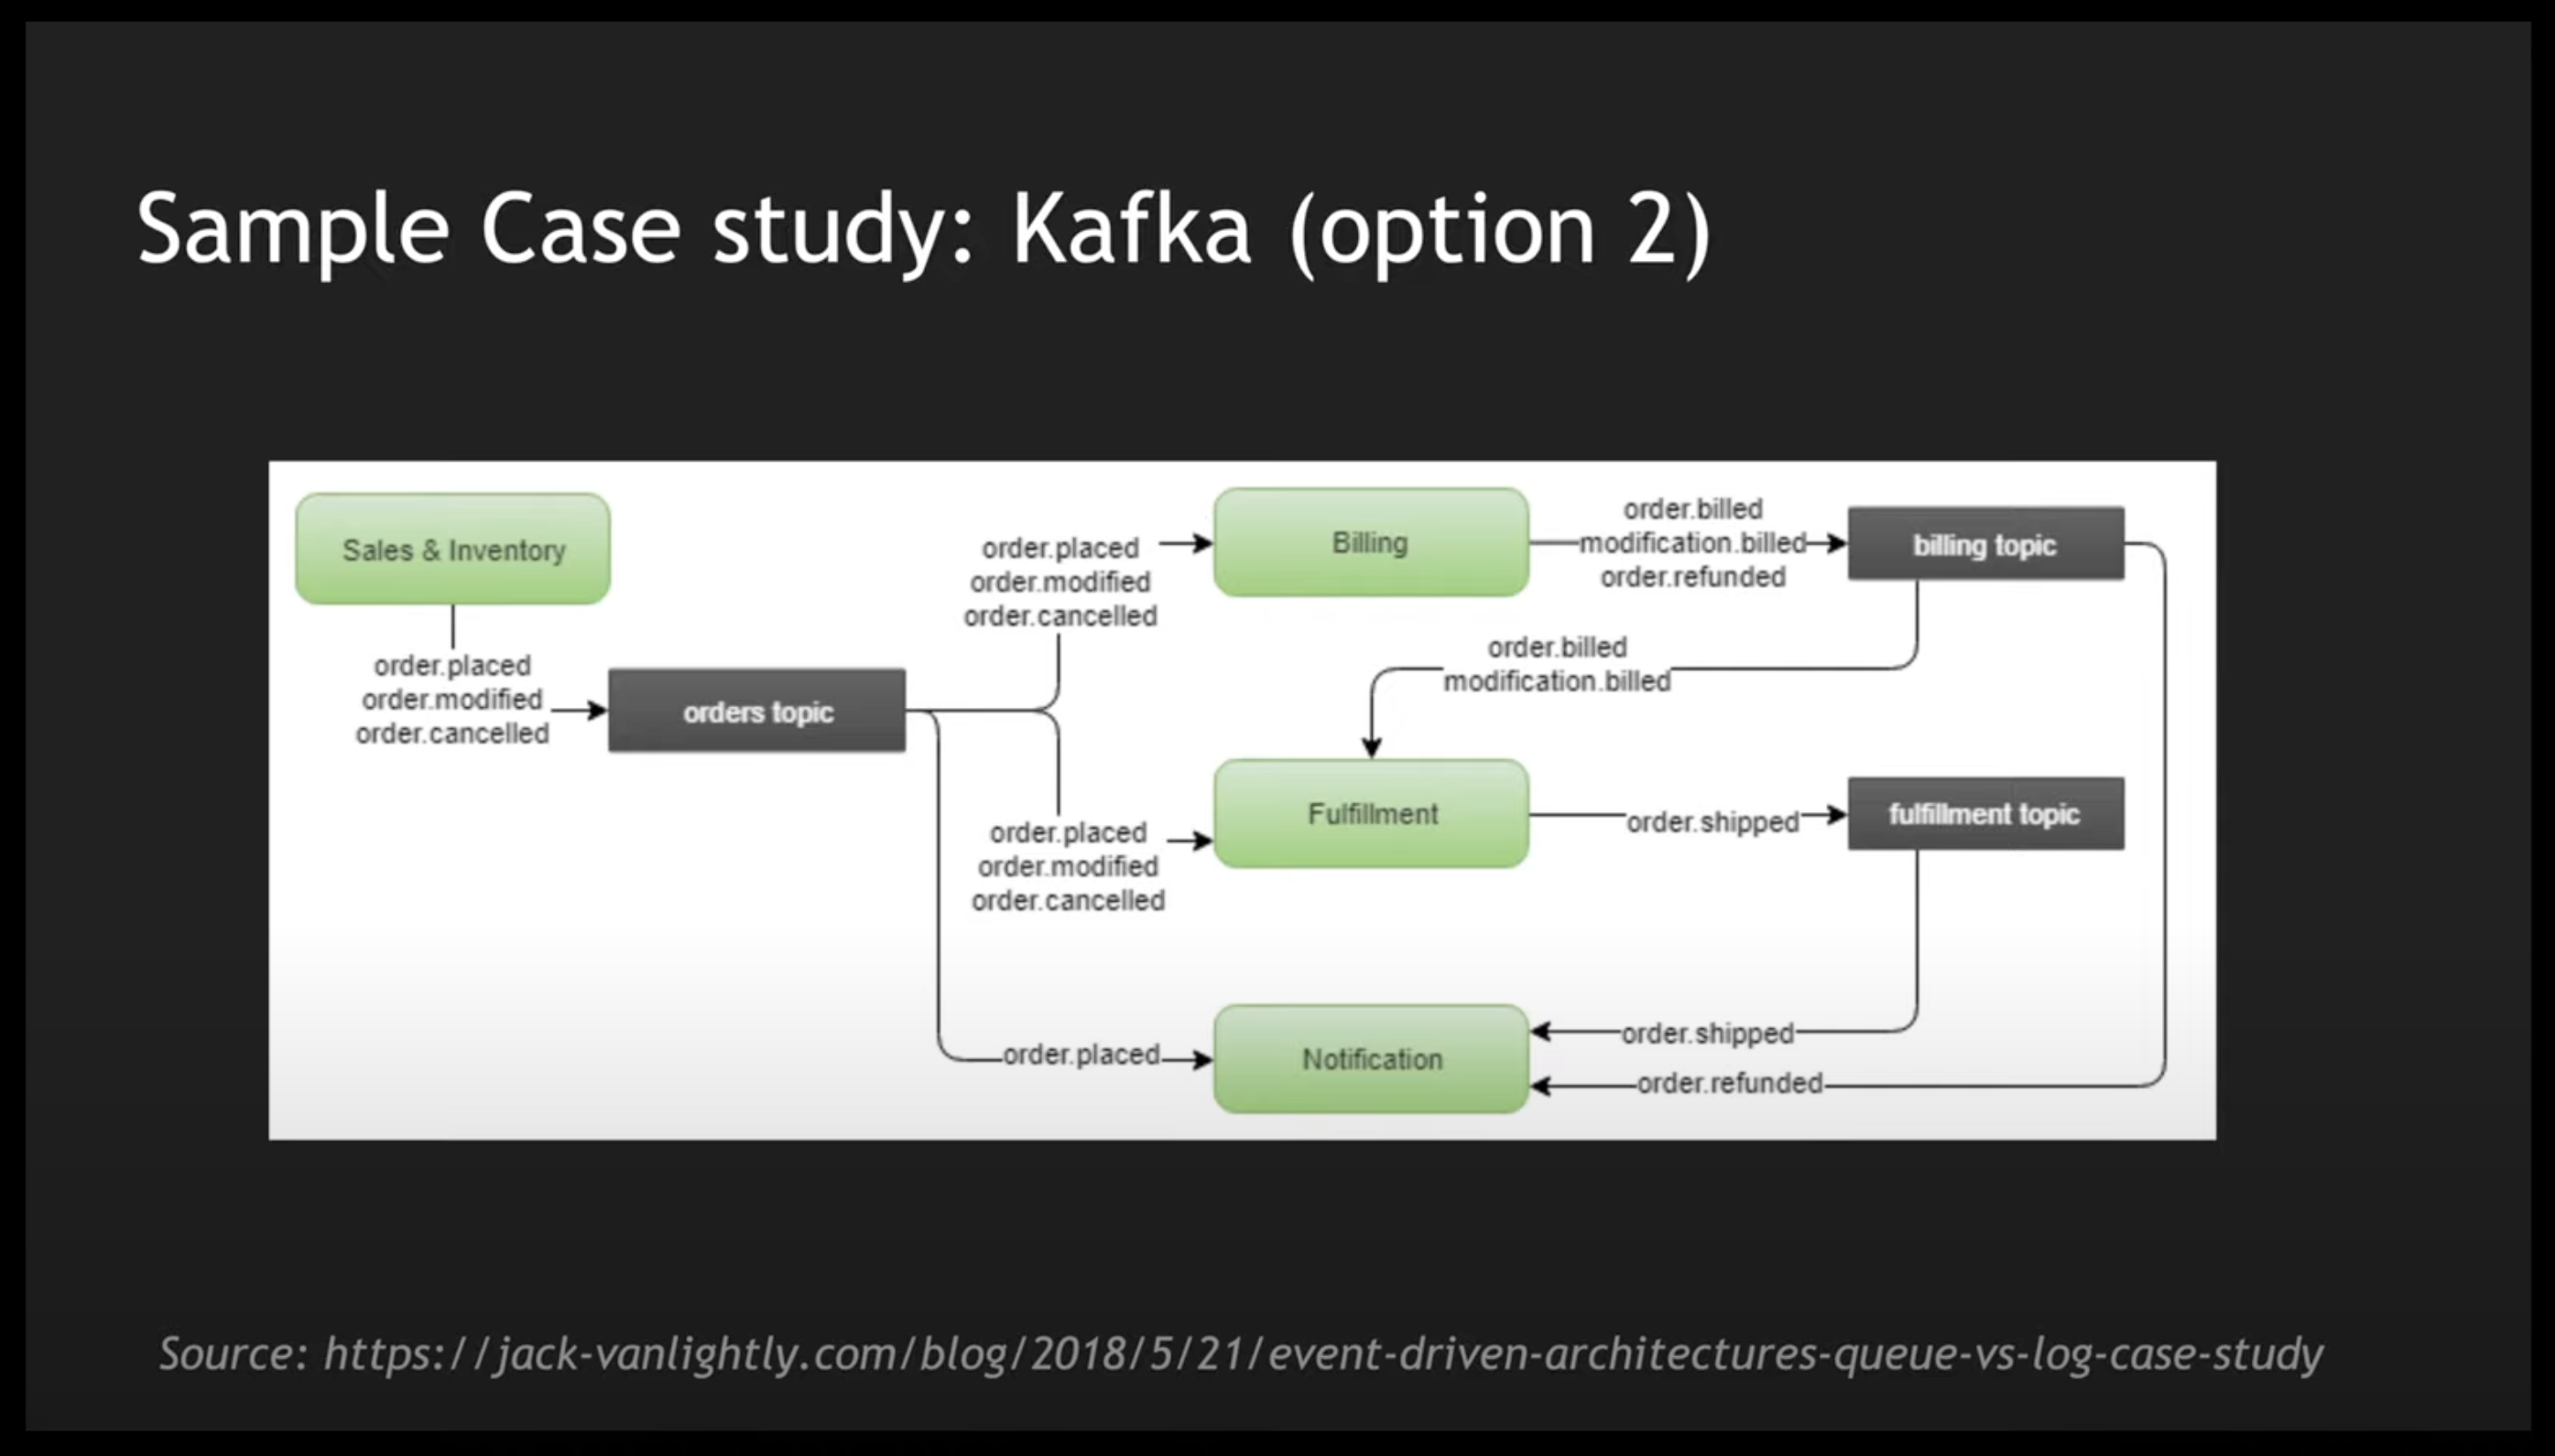 Sample Case study: Kafka (option 2)
Sales & Inventory
order.placed
order.modified
order.cancelled
orders topic
order.placed
order.modified
order.cancelled
Billing
order.billed
modification.billed
order.refunded
billing topic
order.billed
modification.billed
order.placed
order.modified
order.cancelled
Fulfillment
order.shipped
fulfillment topic
order.placed
Notification
order.shipped
order.refunded
Source: https://jack-vanlightly.com/blog/2018/5/21/event-driven-architectures-queue-vs-log-case-study